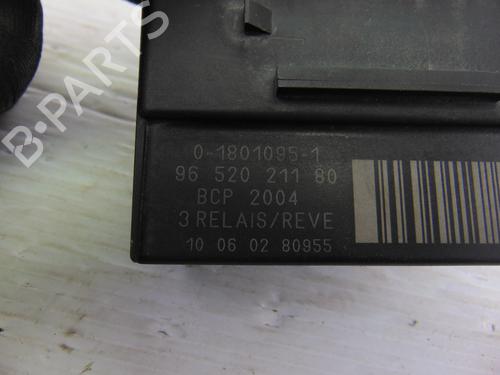 0-1801095-1
96 520 211 80
BCP 2004
3 RELAIS/REVE
10 06 02 80955
B-PARTS